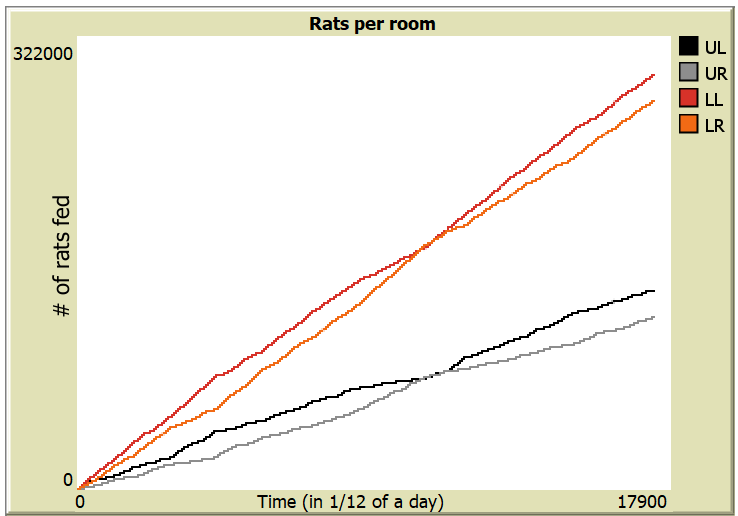 Rats per room
322000
# of rats fed
0
0
Time (in 1/12 of a day)
17900
UL
UR
LL
LR